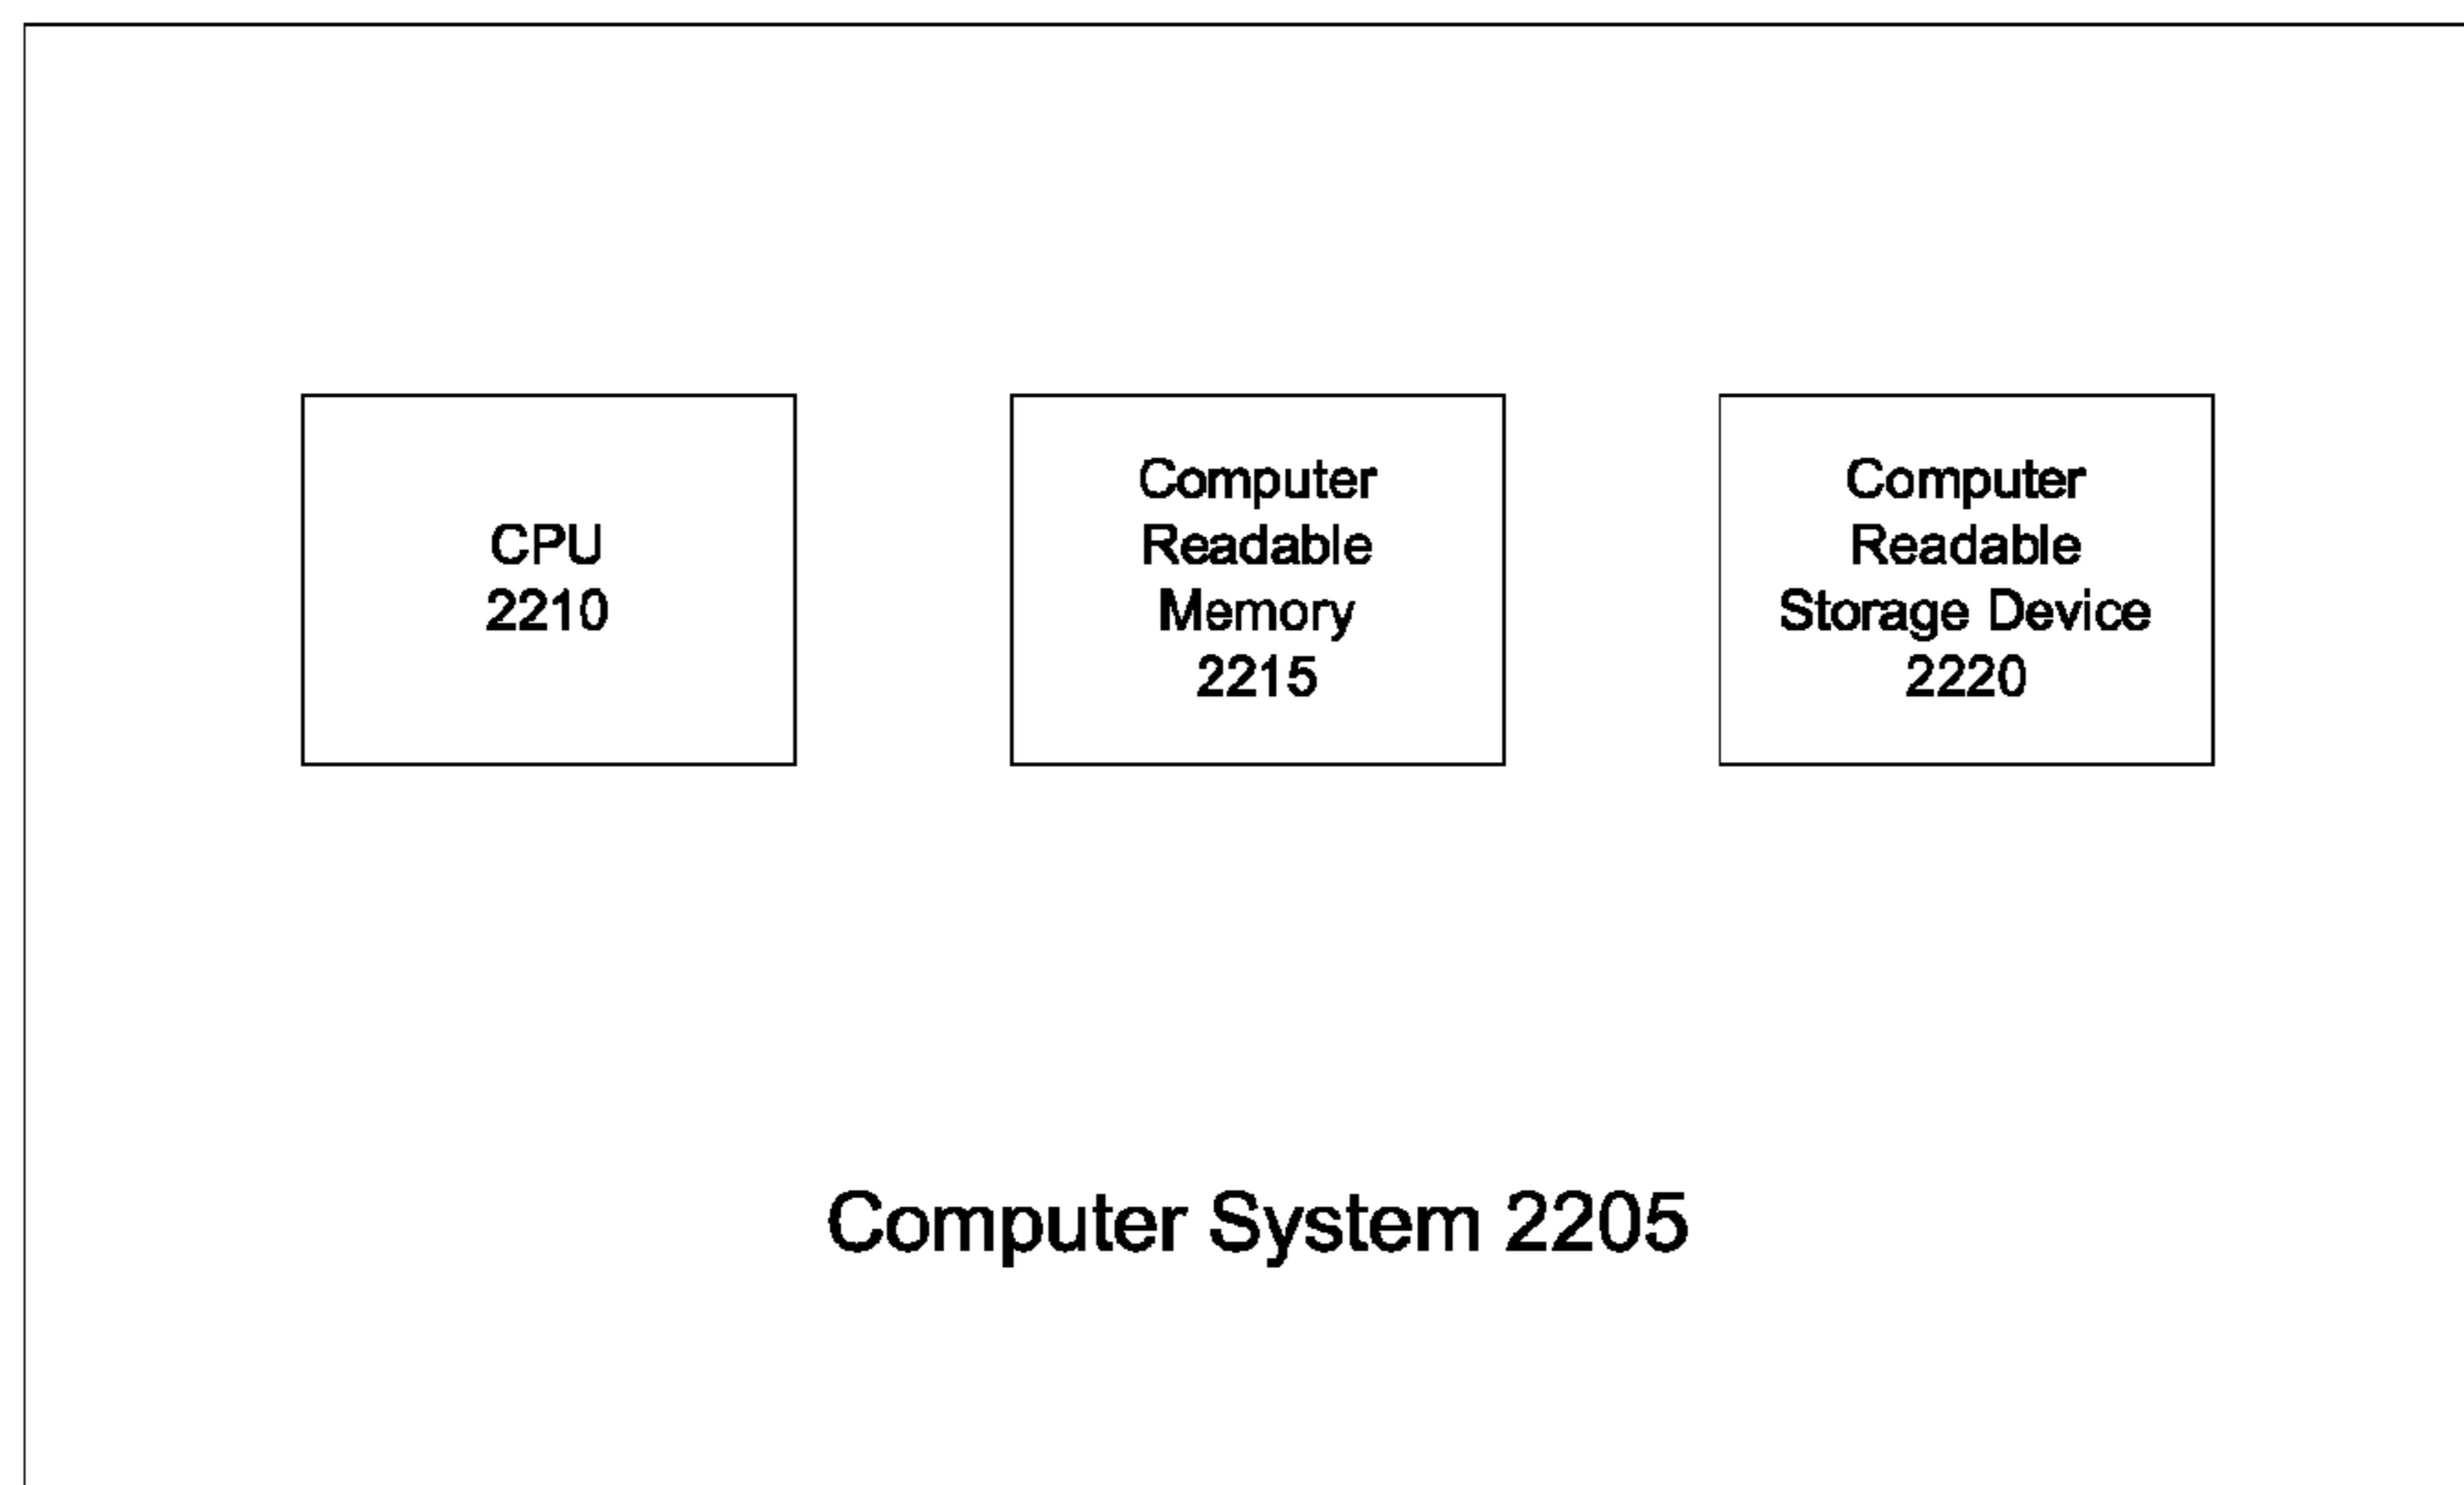 CPU
2210
Computer
Readable
Memory
2215
Computer
Readable
Storage Device
2220
Computer System 2205